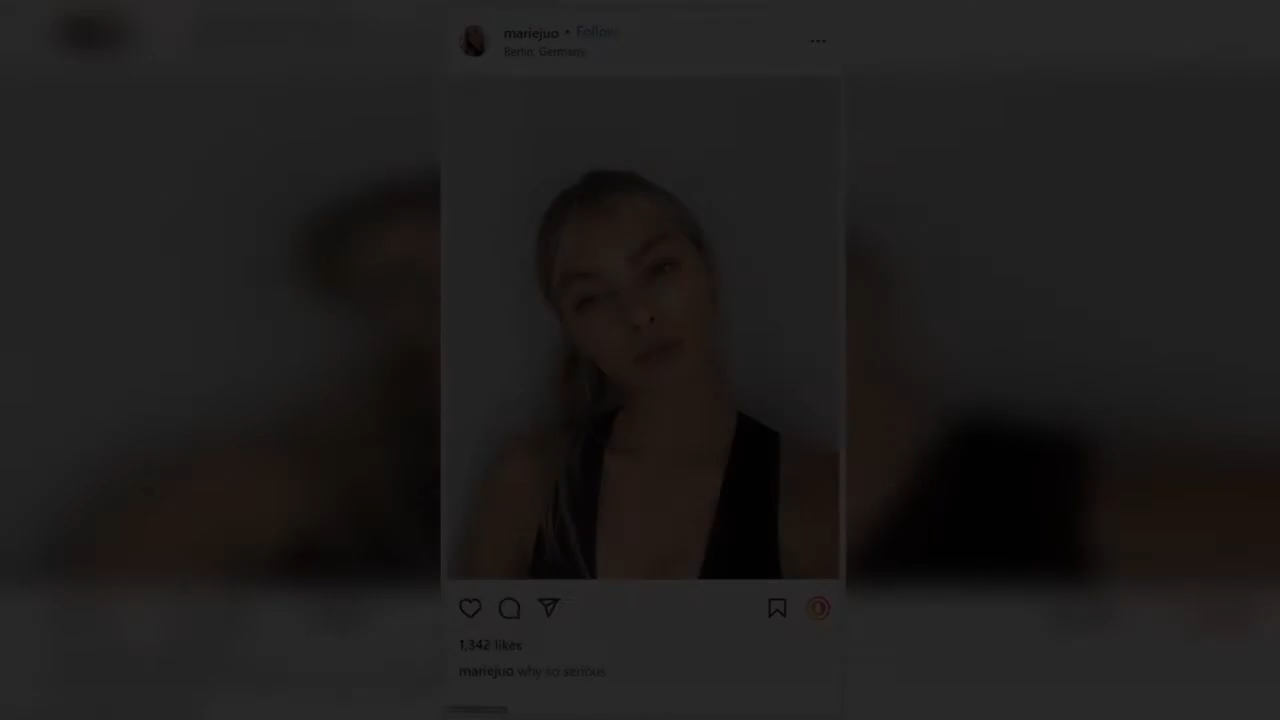 mariejuo • Follow
Berlin, Germany
1,342 likes
mariejuo why so serious